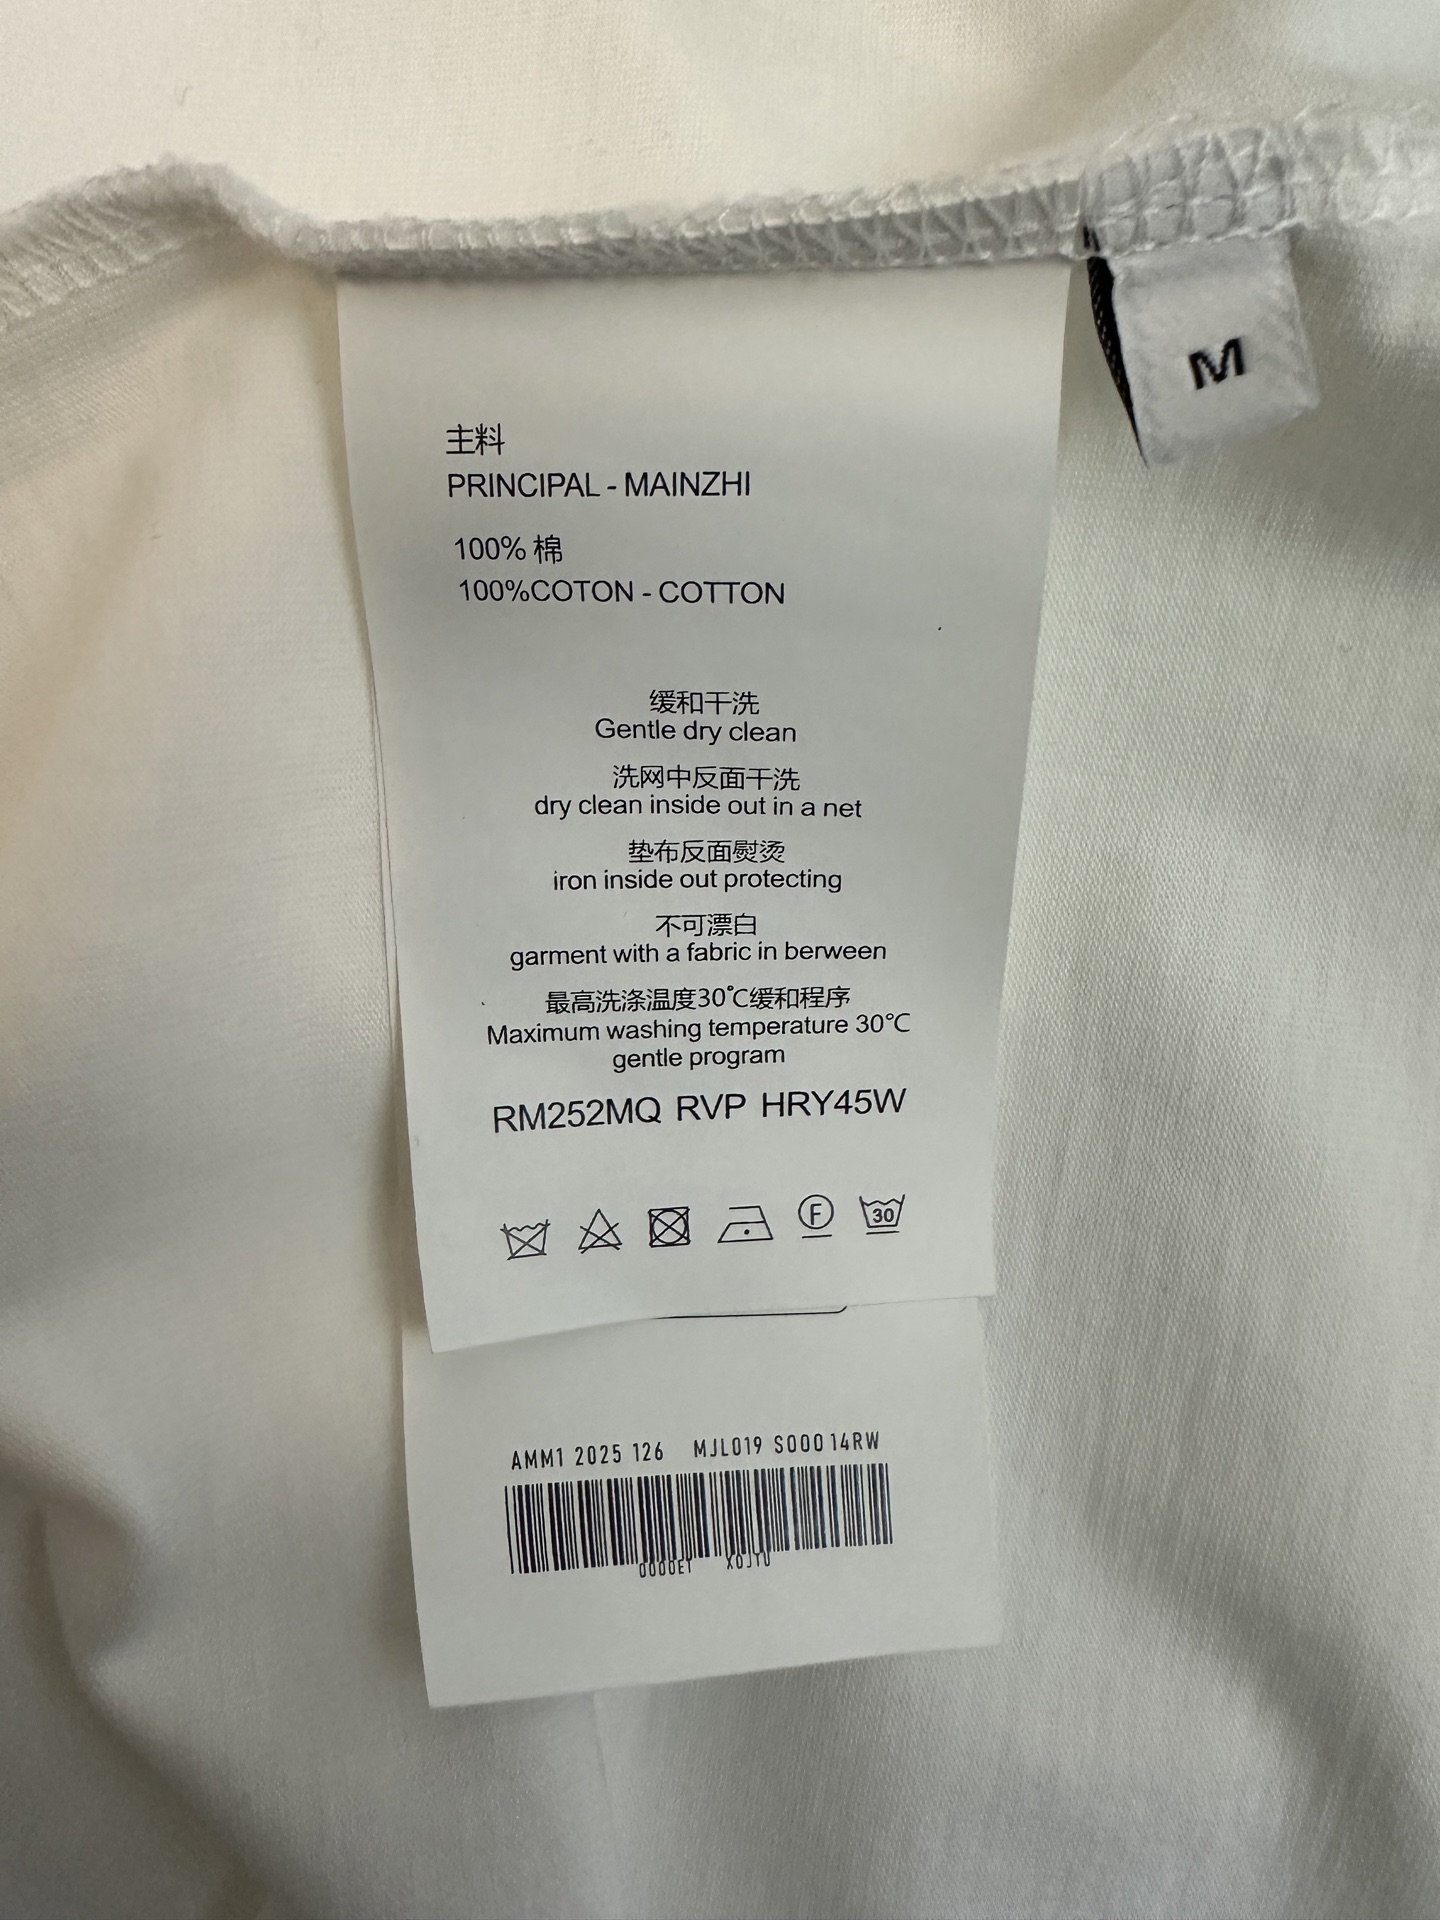 M
主料
PRINCIPAL - MAINZHI
100% 棉
100%COTON - COTTON
缓和干洗
Gentle dry clean
洗网中反面干洗
dry clean inside out in a net
垫布反面熨烫
iron inside out protecting
不可漂白
garment with a fabric in berween
最高洗涤温度30℃缓和程序
Maximum washing temperature 30℃
gentle program
RM252MQ RVP HRY45W
F 30
AMM1 2025 126 MJL019 S000 14RW